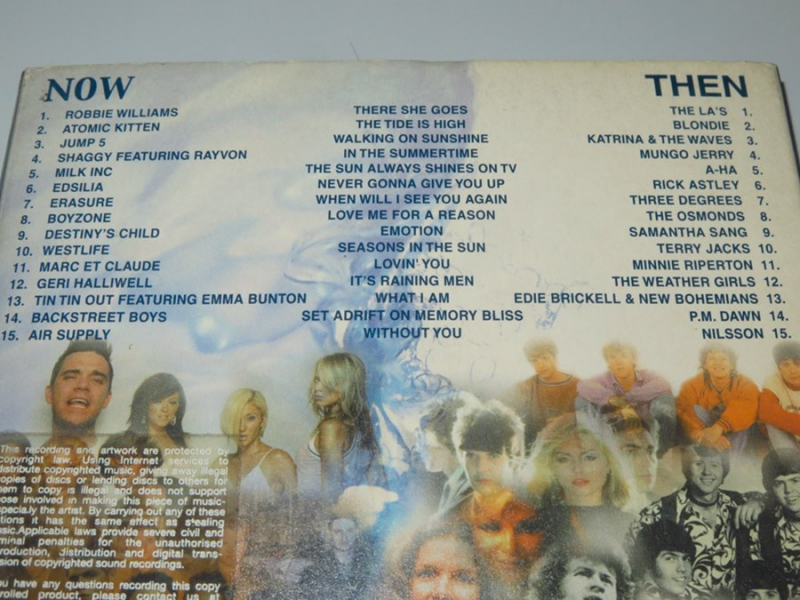 NOW THEN
1. ROBBIE WILLIAMS THERE SHE GOES THE LA'S 1.
2. ATOMIC KITTEN THE TIDE IS HIGH BLONDIE 2.
3. JUMP 5 WALKING ON SUNSHINE KATRINA & THE WAVES 3.
4. SHAGGY FEATURING RAYVON IN THE SUMMERTIME MUNGO JERRY 4.
5. MILK INC THE SUN ALWAYS SHINES ON TV A-HA 5.
6. EDSILIA NEVER GONNA GIVE YOU UP RICK ASTLEY 6.
7. ERASURE WHEN WILL I SEE YOU AGAIN THREE DEGREES 7.
8. BOYZONE LOVE ME FOR A REASON THE OSMONDS 8.
9. DESTINY'S CHILD EMOTION SAMANTHA SANG 9.
10. WESTLIFE SEASONS IN THE SUN TERRY JACKS 10.
11. MARC ET CLAUDE LOVIN' YOU MINNIE RIPERTON 11.
12. GERI HALLIWELL IT'S RAINING MEN THE WEATHER GIRLS 12.
13. TIN TIN OUT FEATURING EMMA BUNTON WHAT I AM EDIE BRICKELL & NEW BOHEMIANS 13.
14. BACKSTREET BOYS SET ADRIFT ON MEMORY BLISS P.M. DAWN 14.
15. AIR SUPPLY WITHOUT YOU NILSSON 15.
This recording and artwork are protected by
copyright law. Using Internet services to
distribute copyrighted music, giving away illegal
copies of discs or lending discs to others for
them to copy is illegal and does not support
those involved in making this piece of music-
especially the artist. By carrying out any of these
actions it has the same effect as stealing
music. Applicable laws provide severe civil and
criminal penalties for the unauthorised
reproduction, distribution and digital trans-
mission of copyrighted sound recordings.
you have any questions recording this copy
controlled product, please contact us at